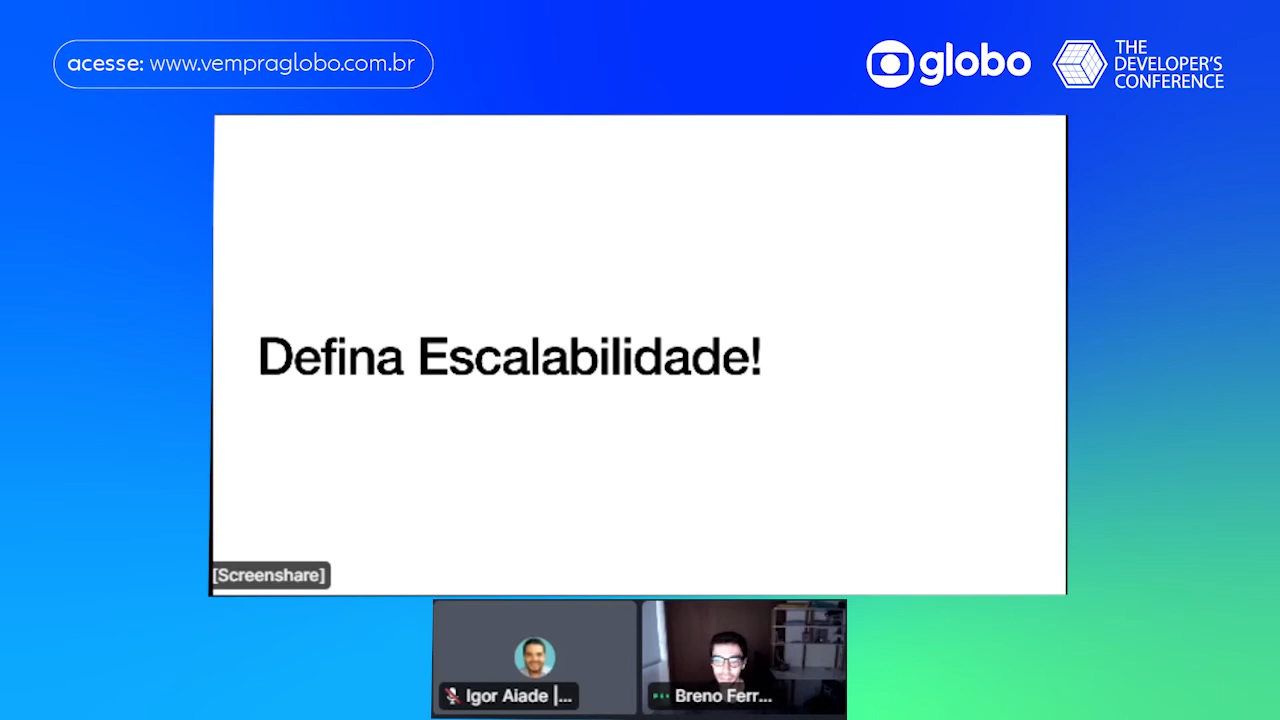 acesse: www.vempraglobo.com.br
globo
THE
DEVELOPER'S
CONFERENCE
Defina Escalabilidade!
[Screenshare]
Igor Aiade |...
Breno Ferr...